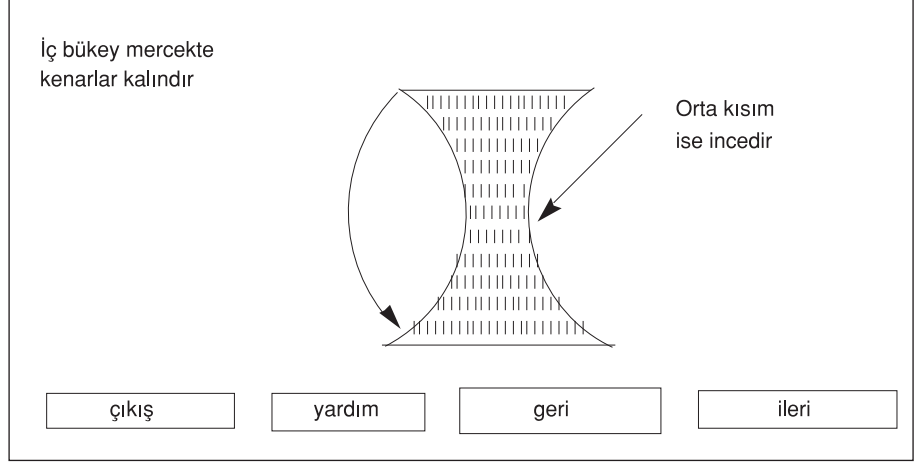 İç bükey mercekte
kenarlar kalındır
Orta kısım
ise incedir
çıkış
yardım
geri
ileri